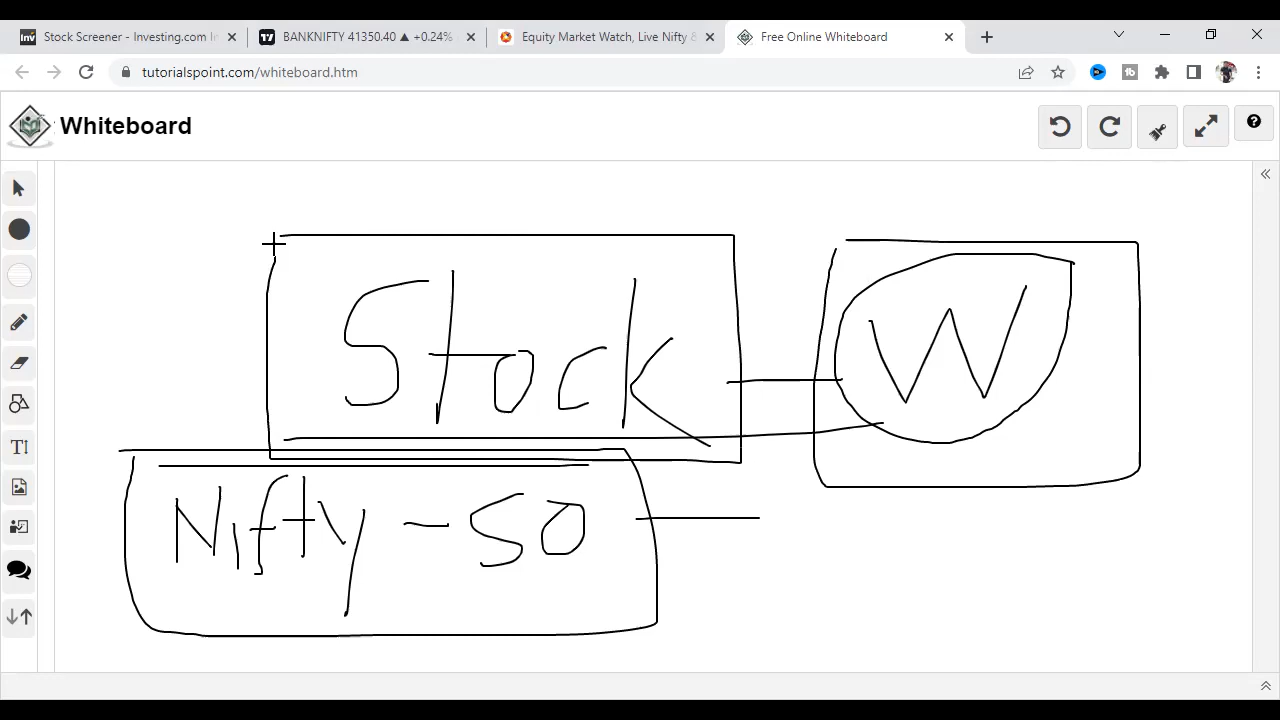 Stock Screener - Investing.com In
BANKNIFTY 41350.40 ▲ +0.24%
Equity Market Watch, Live Nifty &
Free Online Whiteboard
tutorialspoint.com/whiteboard.htm
Whiteboard
Stock
W
Nifty - 50